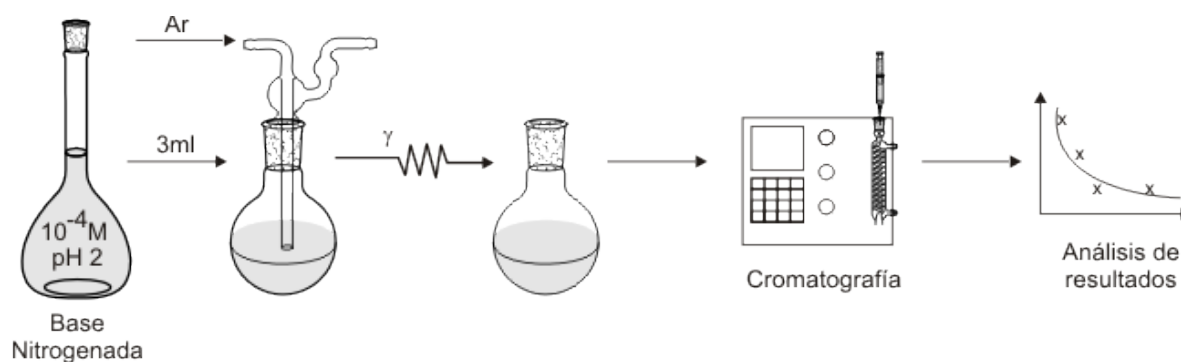 Ar
3ml
10⁻⁴M
pH 2
Base
Nitrogenada
γ
Cromatografía
x
x
x
x
Análisis de
resultados